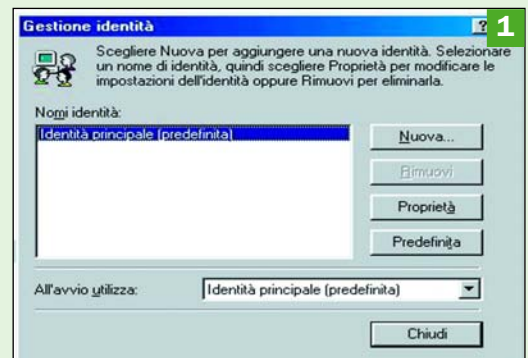 Gestione identità
?
1
Scegliere Nuova per aggiungere una nuova identità. Selezionare
un nome di identità, quindi scegliere Proprietà per modificare le
impostazioni dell'identità oppure Rimuovi per eliminarla.
Nomi identità:
Identità principale (predefinita)
Nuova...
Rimuovi
Proprietà
Predefinita
All'avvio utilizza:
Identità principale (predefinita)
Chiudi